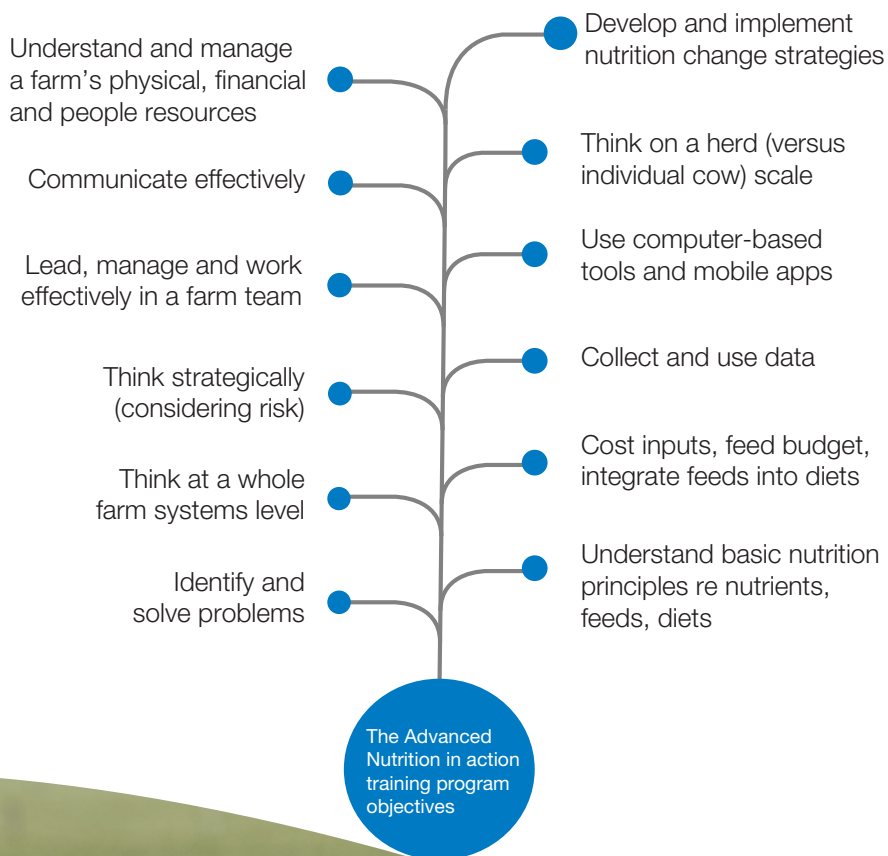 Understand and manage
a farm's physical, financial
and people resources
Communicate effectively
Lead, manage and work
effectively in a farm team
Think strategically
(considering risk)
Think at a whole
farm systems level
Identify and
solve problems
Develop and implement
nutrition change strategies
Think on a herd (versus
individual cow) scale
Use computer-based
tools and mobile apps
Collect and use data
Cost inputs, feed budget,
integrate feeds into diets
Understand basic nutrition
principles re nutrients,
feeds, diets
The Advanced
Nutrition in action
training program
objectives